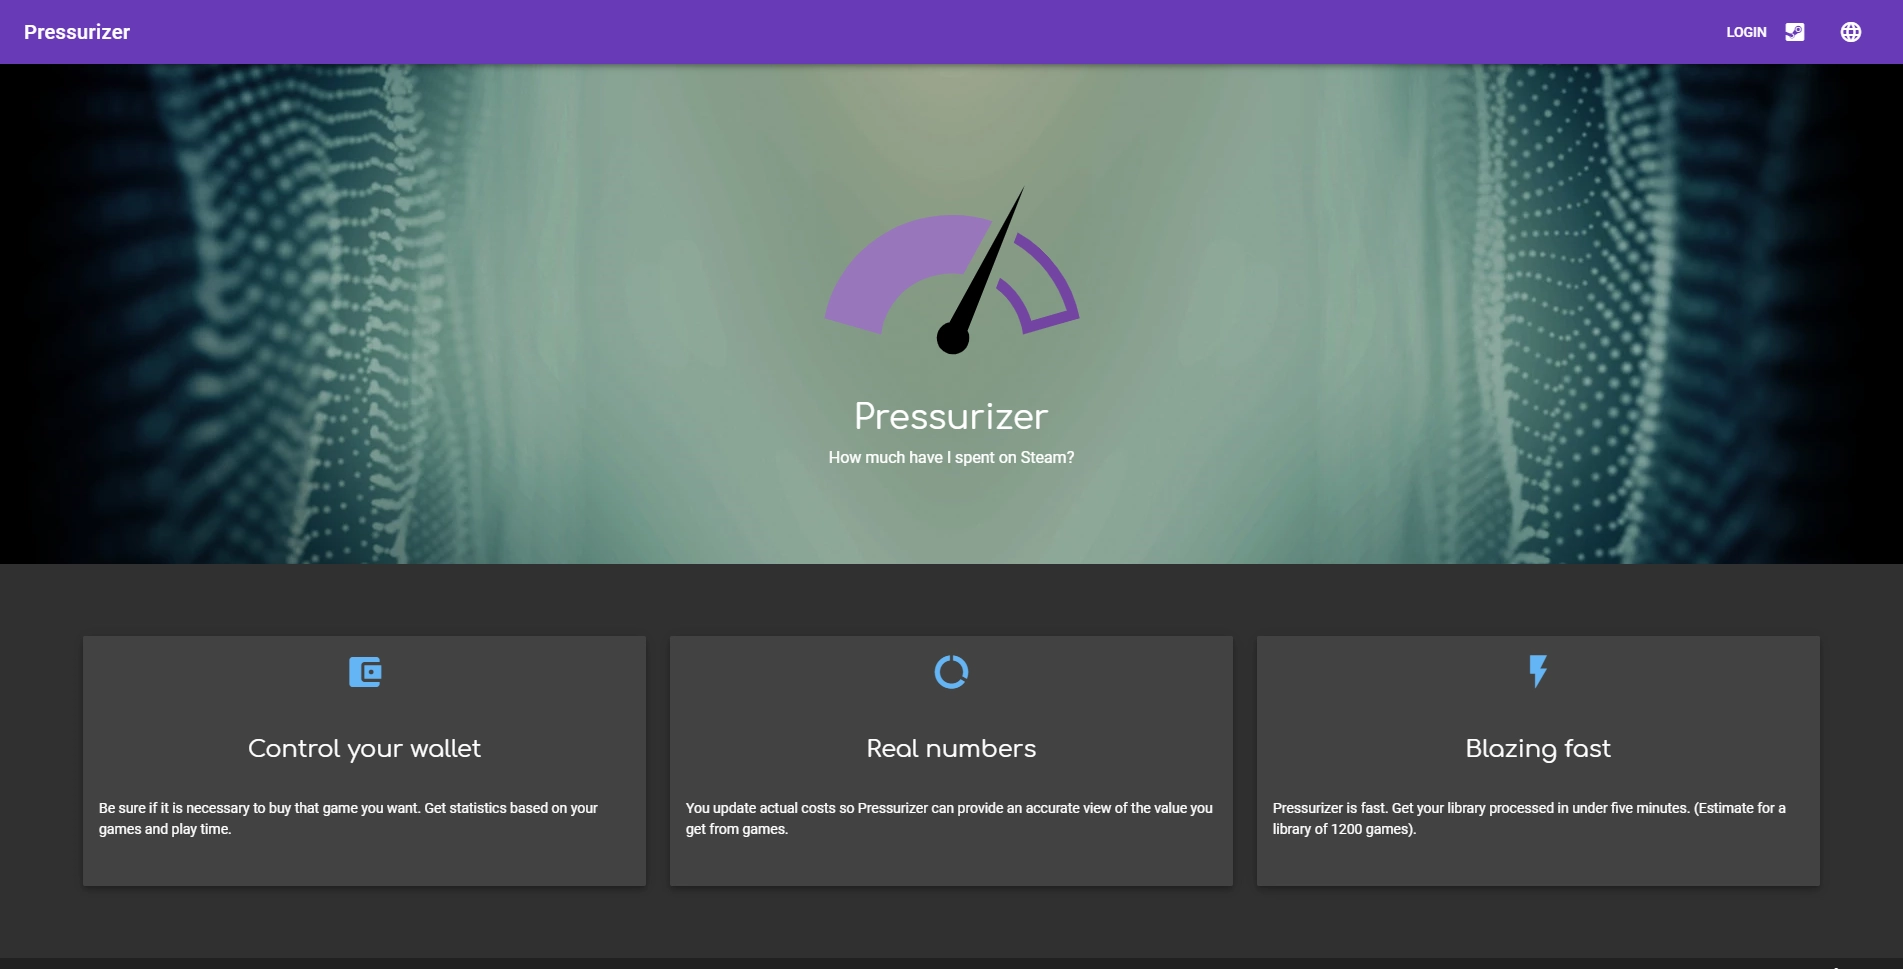 Pressurizer
LOGIN
Pressurizer
How much have I spent on Steam?
Control your wallet
Be sure if it is necessary to buy that game you want. Get statistics based on your
games and play time.
Real numbers
You update actual costs so Pressurizer can provide an accurate view of the value you
get from games.
Blazing fast
Pressurizer is fast. Get your library processed in under five minutes. (Estimate for a
library of 1200 games).